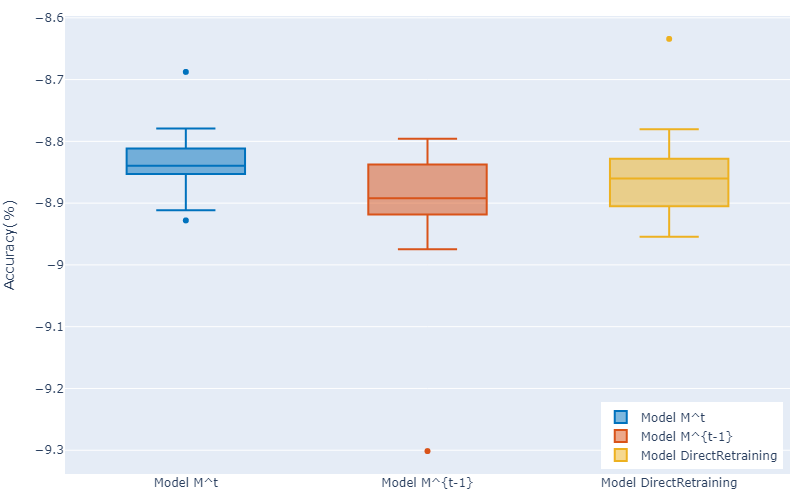 −8.6
−8.7
−8.8
−8.9
−9
−9.1
−9.2
−9.3
Accuracy(%)
Model M^t
Model M^{t-1}
Model DirectRetraining
Model M^t
Model M^{t-1}
Model DirectRetraining